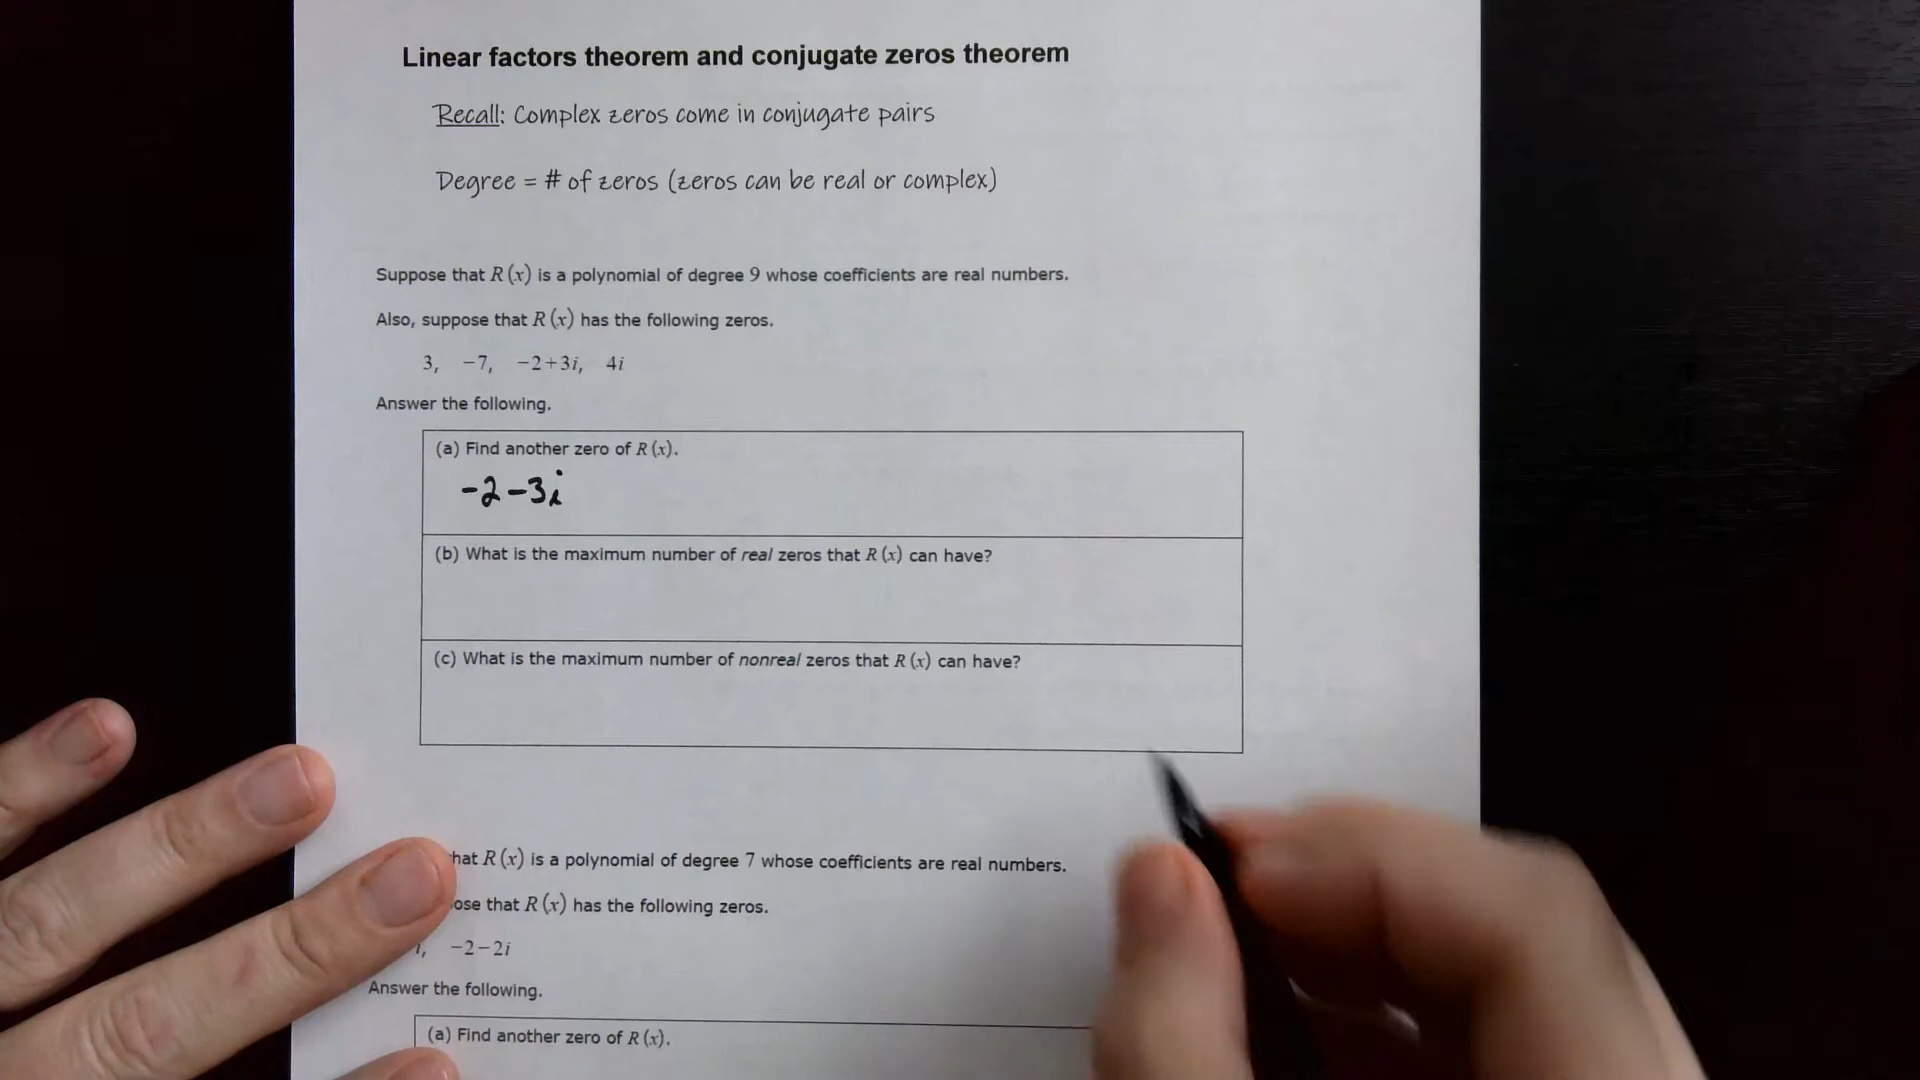 Linear factors theorem and conjugate zeros theorem
Recall: Complex zeros come in conjugate pairs
Degree = # of zeros (zeros can be real or complex)
Suppose that R(x) is a polynomial of degree 9 whose coefficients are real numbers.
Also, suppose that R(x) has the following zeros.
3, −7, −2+3i, 4i
Answer the following.
(a) Find another zero of R(x).
-2-3i
(b) What is the maximum number of real zeros that R(x) can have?
(c) What is the maximum number of nonreal zeros that R(x) can have?
that R(x) is a polynomial of degree 7 whose coefficients are real numbers.
that R(x) has the following zeros.
−2−2i
Answer the following.
(a) Find another zero of R(x).